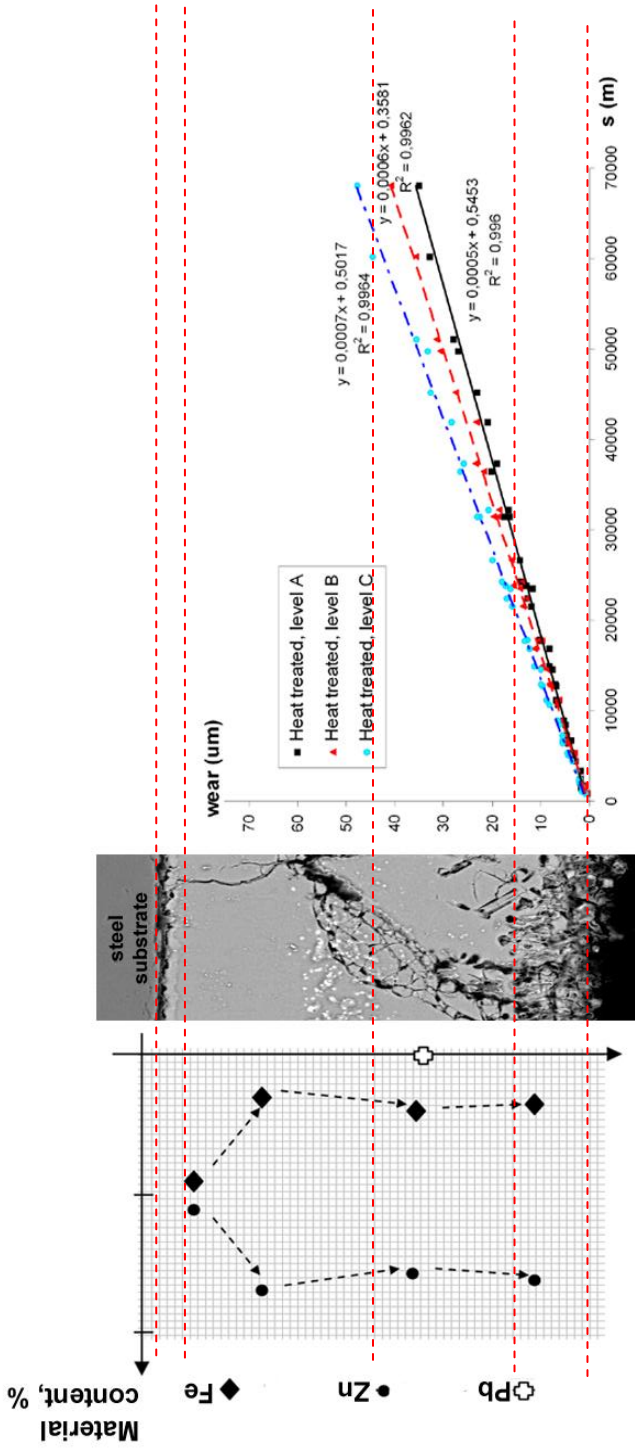 Material
content, %
Fe
Zn
Pb
steel
substrate
wear (um)
70
60
50
40
30
20
10
0
0
10000
20000
30000
40000
50000
60000
70000
s (m)
Heat treated, level A
Heat treated, level B
Heat treated, level C
y = 0,0007x + 0,5017
R² = 0,9964
y = 0,0006x + 0,3581
R² = 0,9962
y = 0,0005x + 0,5453
R² = 0,996